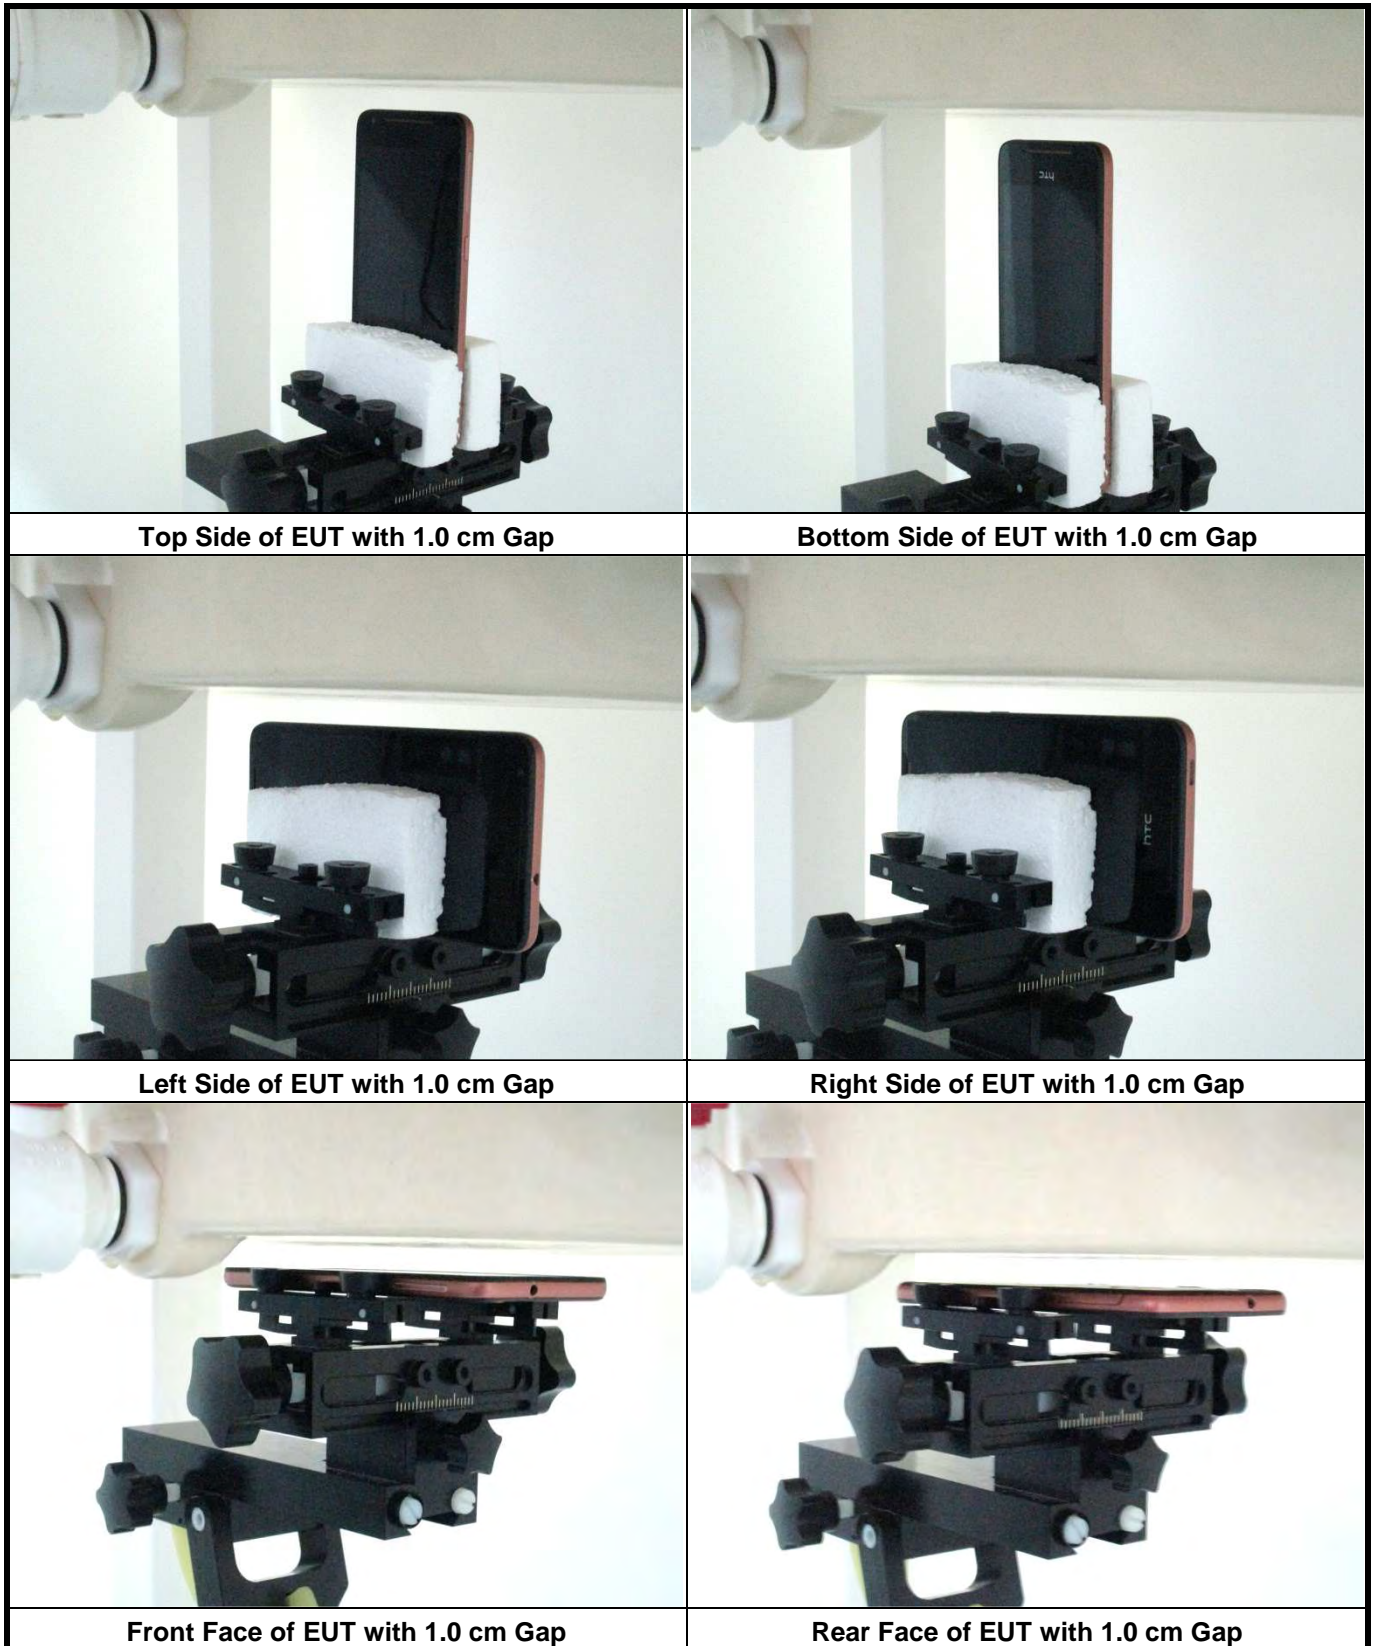 htc
Top Side of EUT with 1.0 cm Gap
Bottom Side of EUT with 1.0 cm Gap
hTC
Left Side of EUT with 1.0 cm Gap
Right Side of EUT with 1.0 cm Gap
Front Face of EUT with 1.0 cm Gap
Rear Face of EUT with 1.0 cm Gap